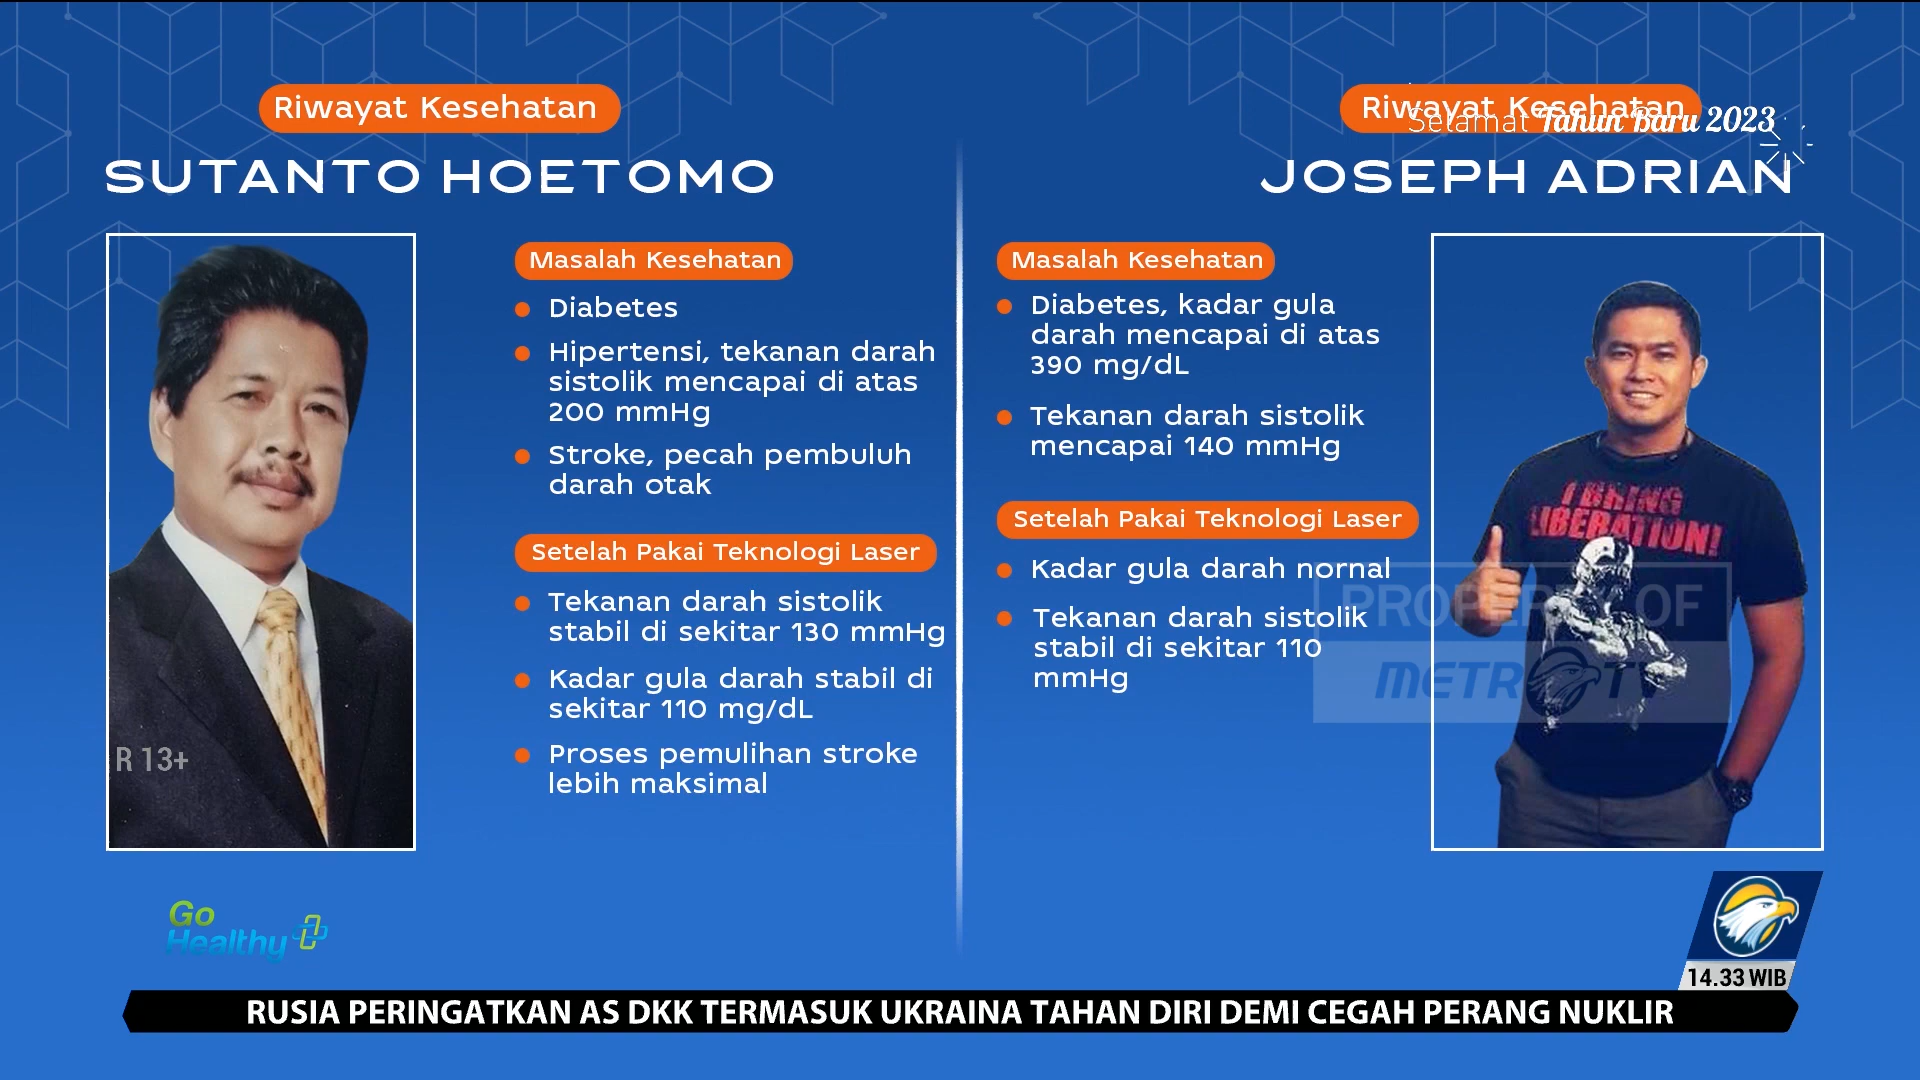 Riwayat Kesehatan
SUTANTO HOETOMO
Masalah Kesehatan
Diabetes
Hipertensi, tekanan darah
sistolik mencapai di atas
200 mmHg
Stroke, pecah pembuluh
darah otak
Setelah Pakai Teknologi Laser
Tekanan darah sistolik
stabil di sekitar 130 mmHg
Kadar gula darah stabil di
sekitar 110 mg/dL
Proses pemulihan stroke
lebih maksimal
R 13+
Riwayat Kesehatan
Selamat Tahun Baru 2023
JOSEPH ADRIAN
Masalah Kesehatan
Diabetes, kadar gula
darah mencapai di atas
390 mg/dL
Tekanan darah sistolik
mencapai 140 mmHg
Setelah Pakai Teknologi Laser
Kadar gula darah nornal
Tekanan darah sistolik
stabil di sekitar 110
mmHg
I BRING
LIBERATION!
PROPERTY OF
METRO TV
Go
Healthy
14.33 WIB
RUSIA PERINGATKAN AS DKK TERMASUK UKRAINA TAHAN DIRI DEMI CEGAH PERANG NUKLIR